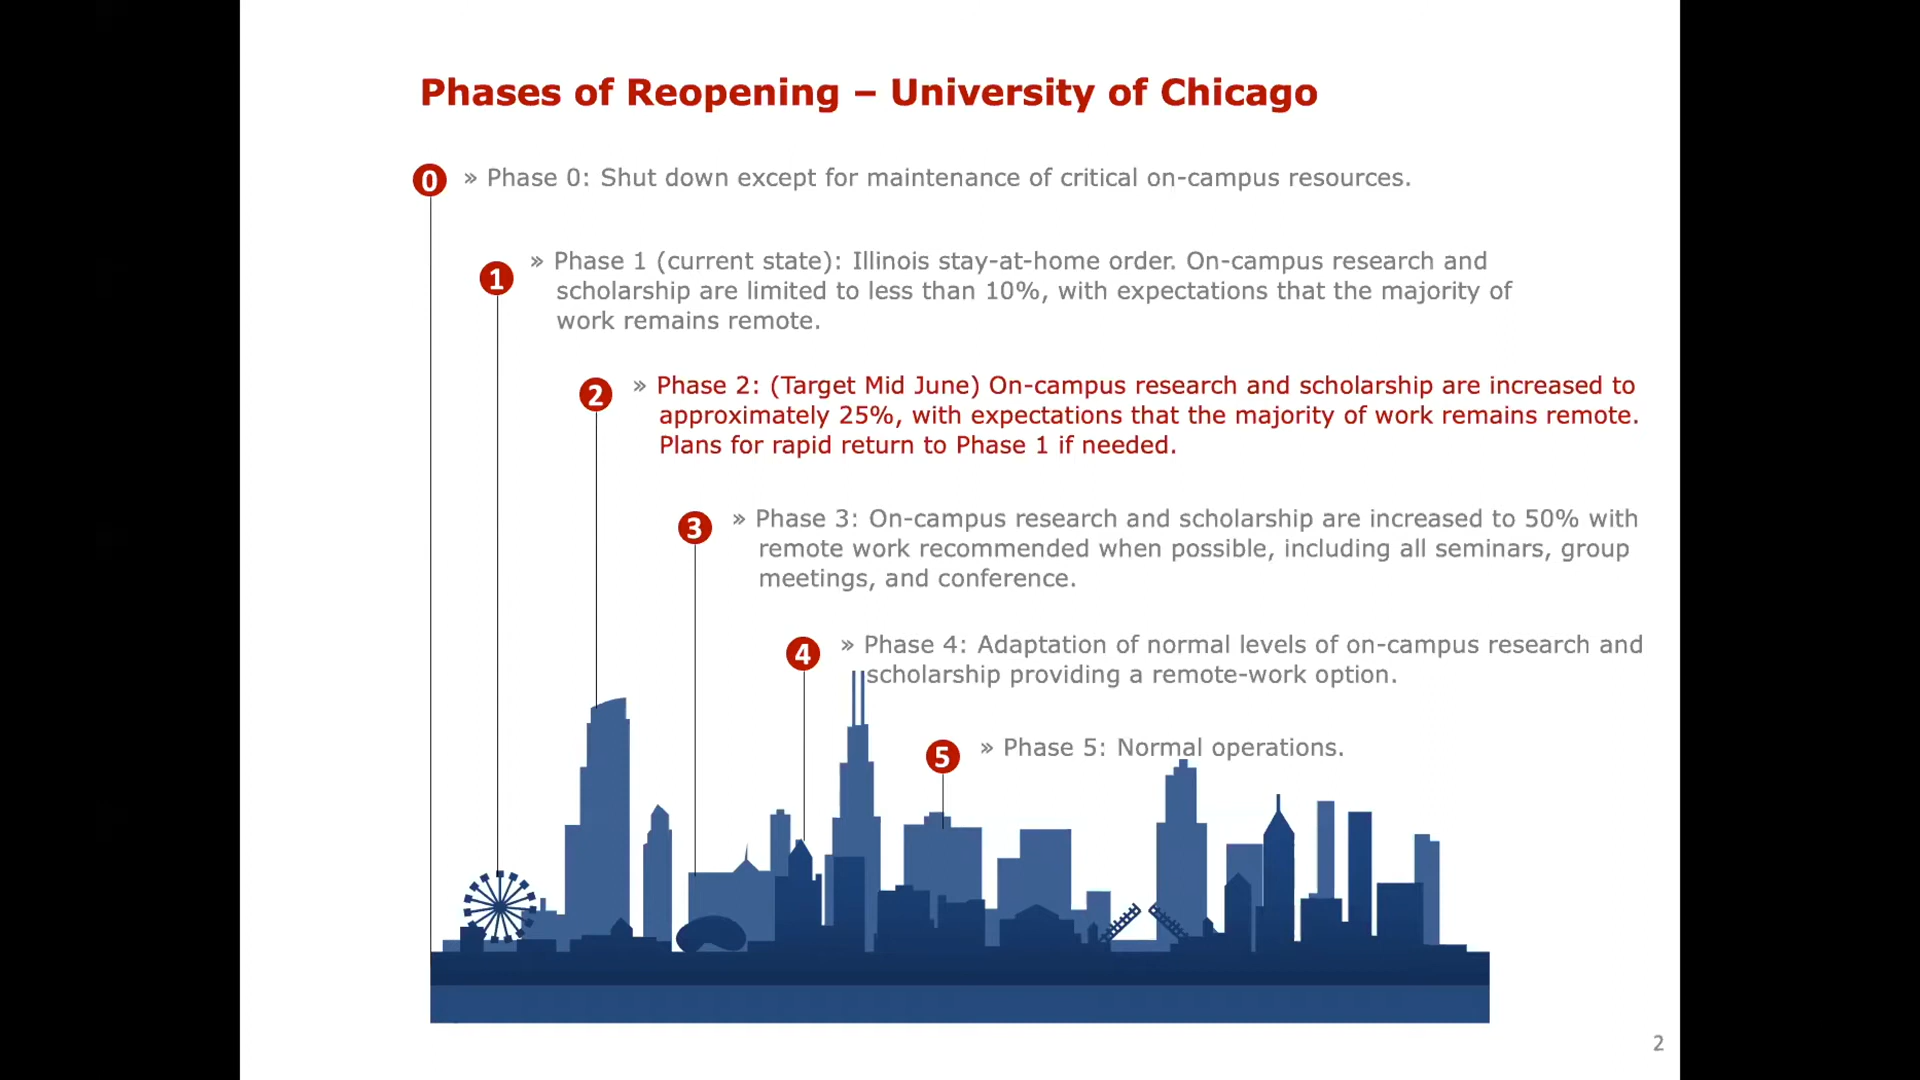 Phases of Reopening – University of Chicago
0 » Phase 0: Shut down except for maintenance of critical on-campus resources.
1 » Phase 1 (current state): Illinois stay-at-home order. On-campus research and
scholarship are limited to less than 10%, with expectations that the majority of
work remains remote.
2 » Phase 2: (Target Mid June) On-campus research and scholarship are increased to
approximately 25%, with expectations that the majority of work remains remote.
Plans for rapid return to Phase 1 if needed.
3 » Phase 3: On-campus research and scholarship are increased to 50% with
remote work recommended when possible, including all seminars, group
meetings, and conference.
4 » Phase 4: Adaptation of normal levels of on-campus research and
scholarship providing a remote-work option.
5 » Phase 5: Normal operations.
2